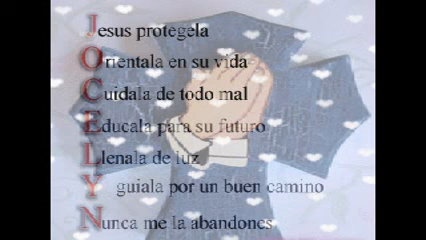 Jesus protegela
Orientala en su vida
Cuidala de todo mal
Educala para su futuro
Llenala de luz
Y guiala por un buen camino
Nunca me la abandones